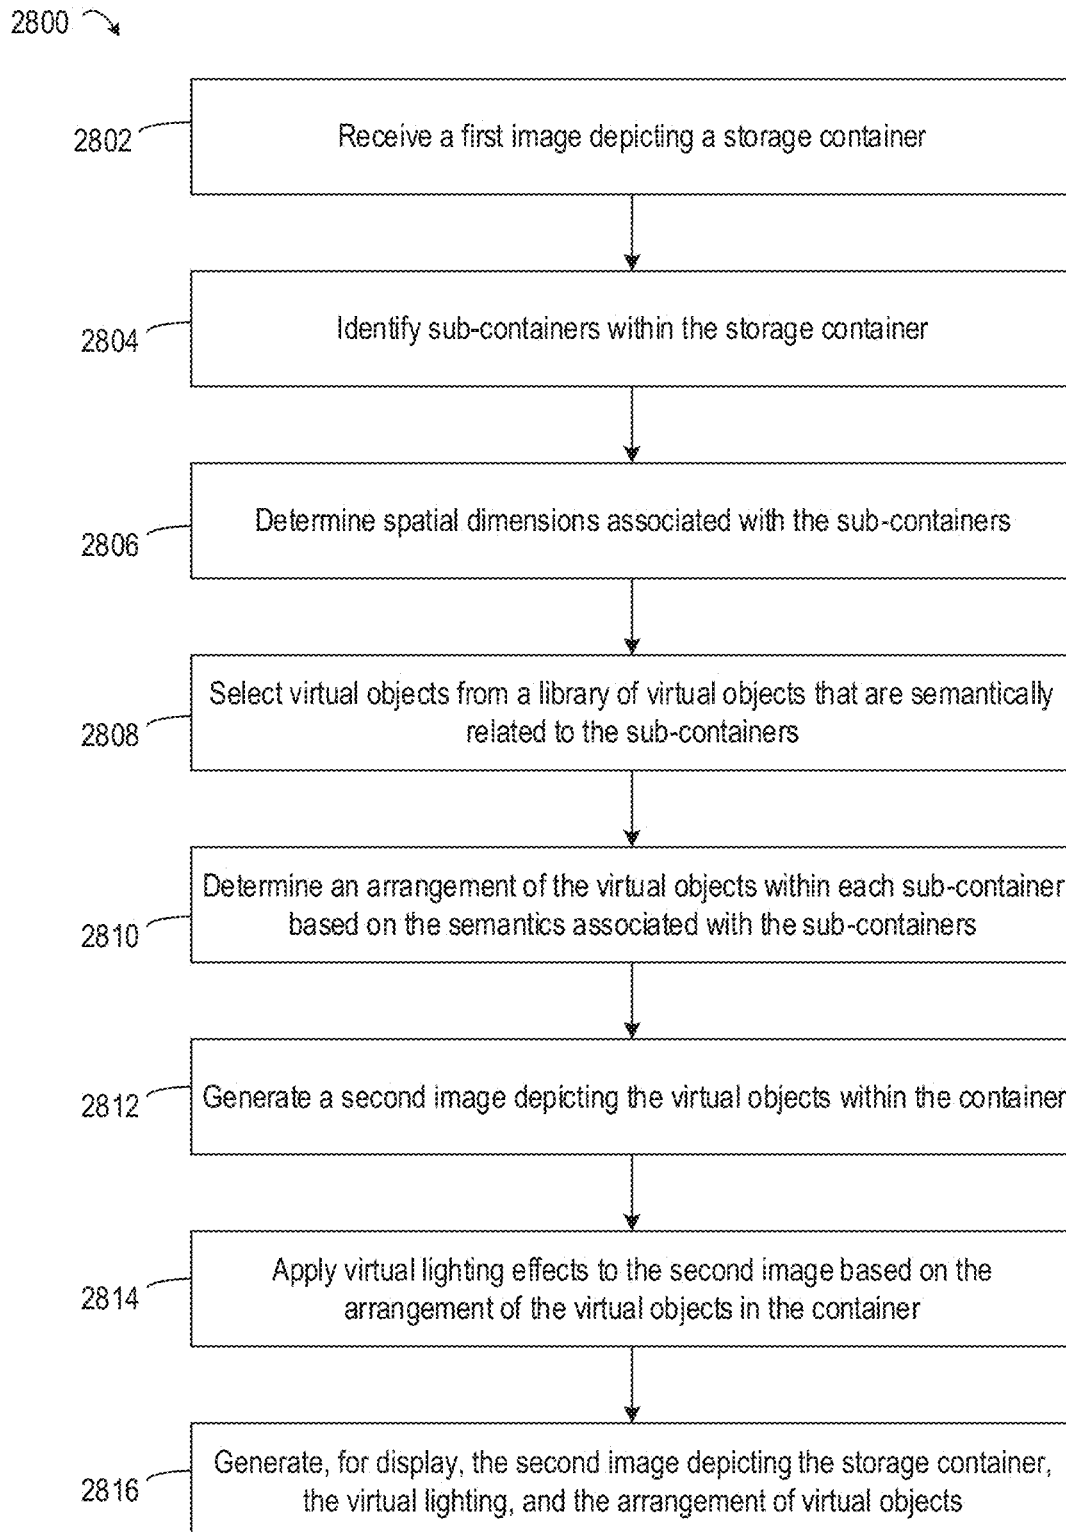 2800
2802
Receive a first image depicting a storage container
2804
Identify sub-containers within the storage container
2806
Determine spatial dimensions associated with the sub-containers
2808
Select virtual objects from a library of virtual objects that are semantically
related to the sub-containers
2810
Determine an arrangement of the virtual objects within each sub-container
based on the semantics associated with the sub-containers
2812
Generate a second image depicting the virtual objects within the container
2814
Apply virtual lighting effects to the second image based on the
arrangement of the virtual objects in the container
2816
Generate, for display, the second image depicting the storage container,
the virtual lighting, and the arrangement of virtual objects